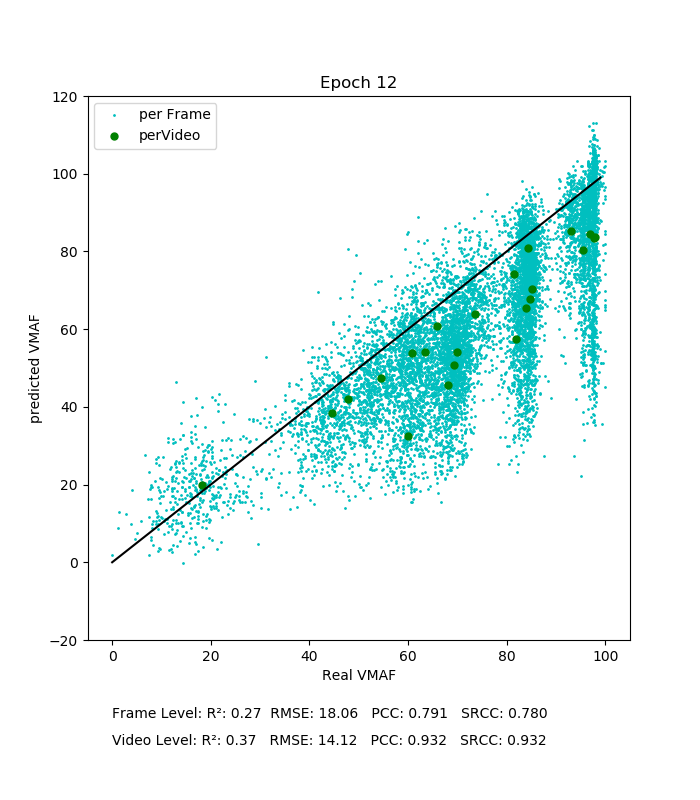 Epoch 12
per Frame
perVideo
120
100
80
60
40
20
0
−20
predicted VMAF
0 20 40 60 80 100
Real VMAF
Frame Level: R²: 0.27 RMSE: 18.06 PCC: 0.791 SRCC: 0.780
Video Level: R²: 0.37 RMSE: 14.12 PCC: 0.932 SRCC: 0.932